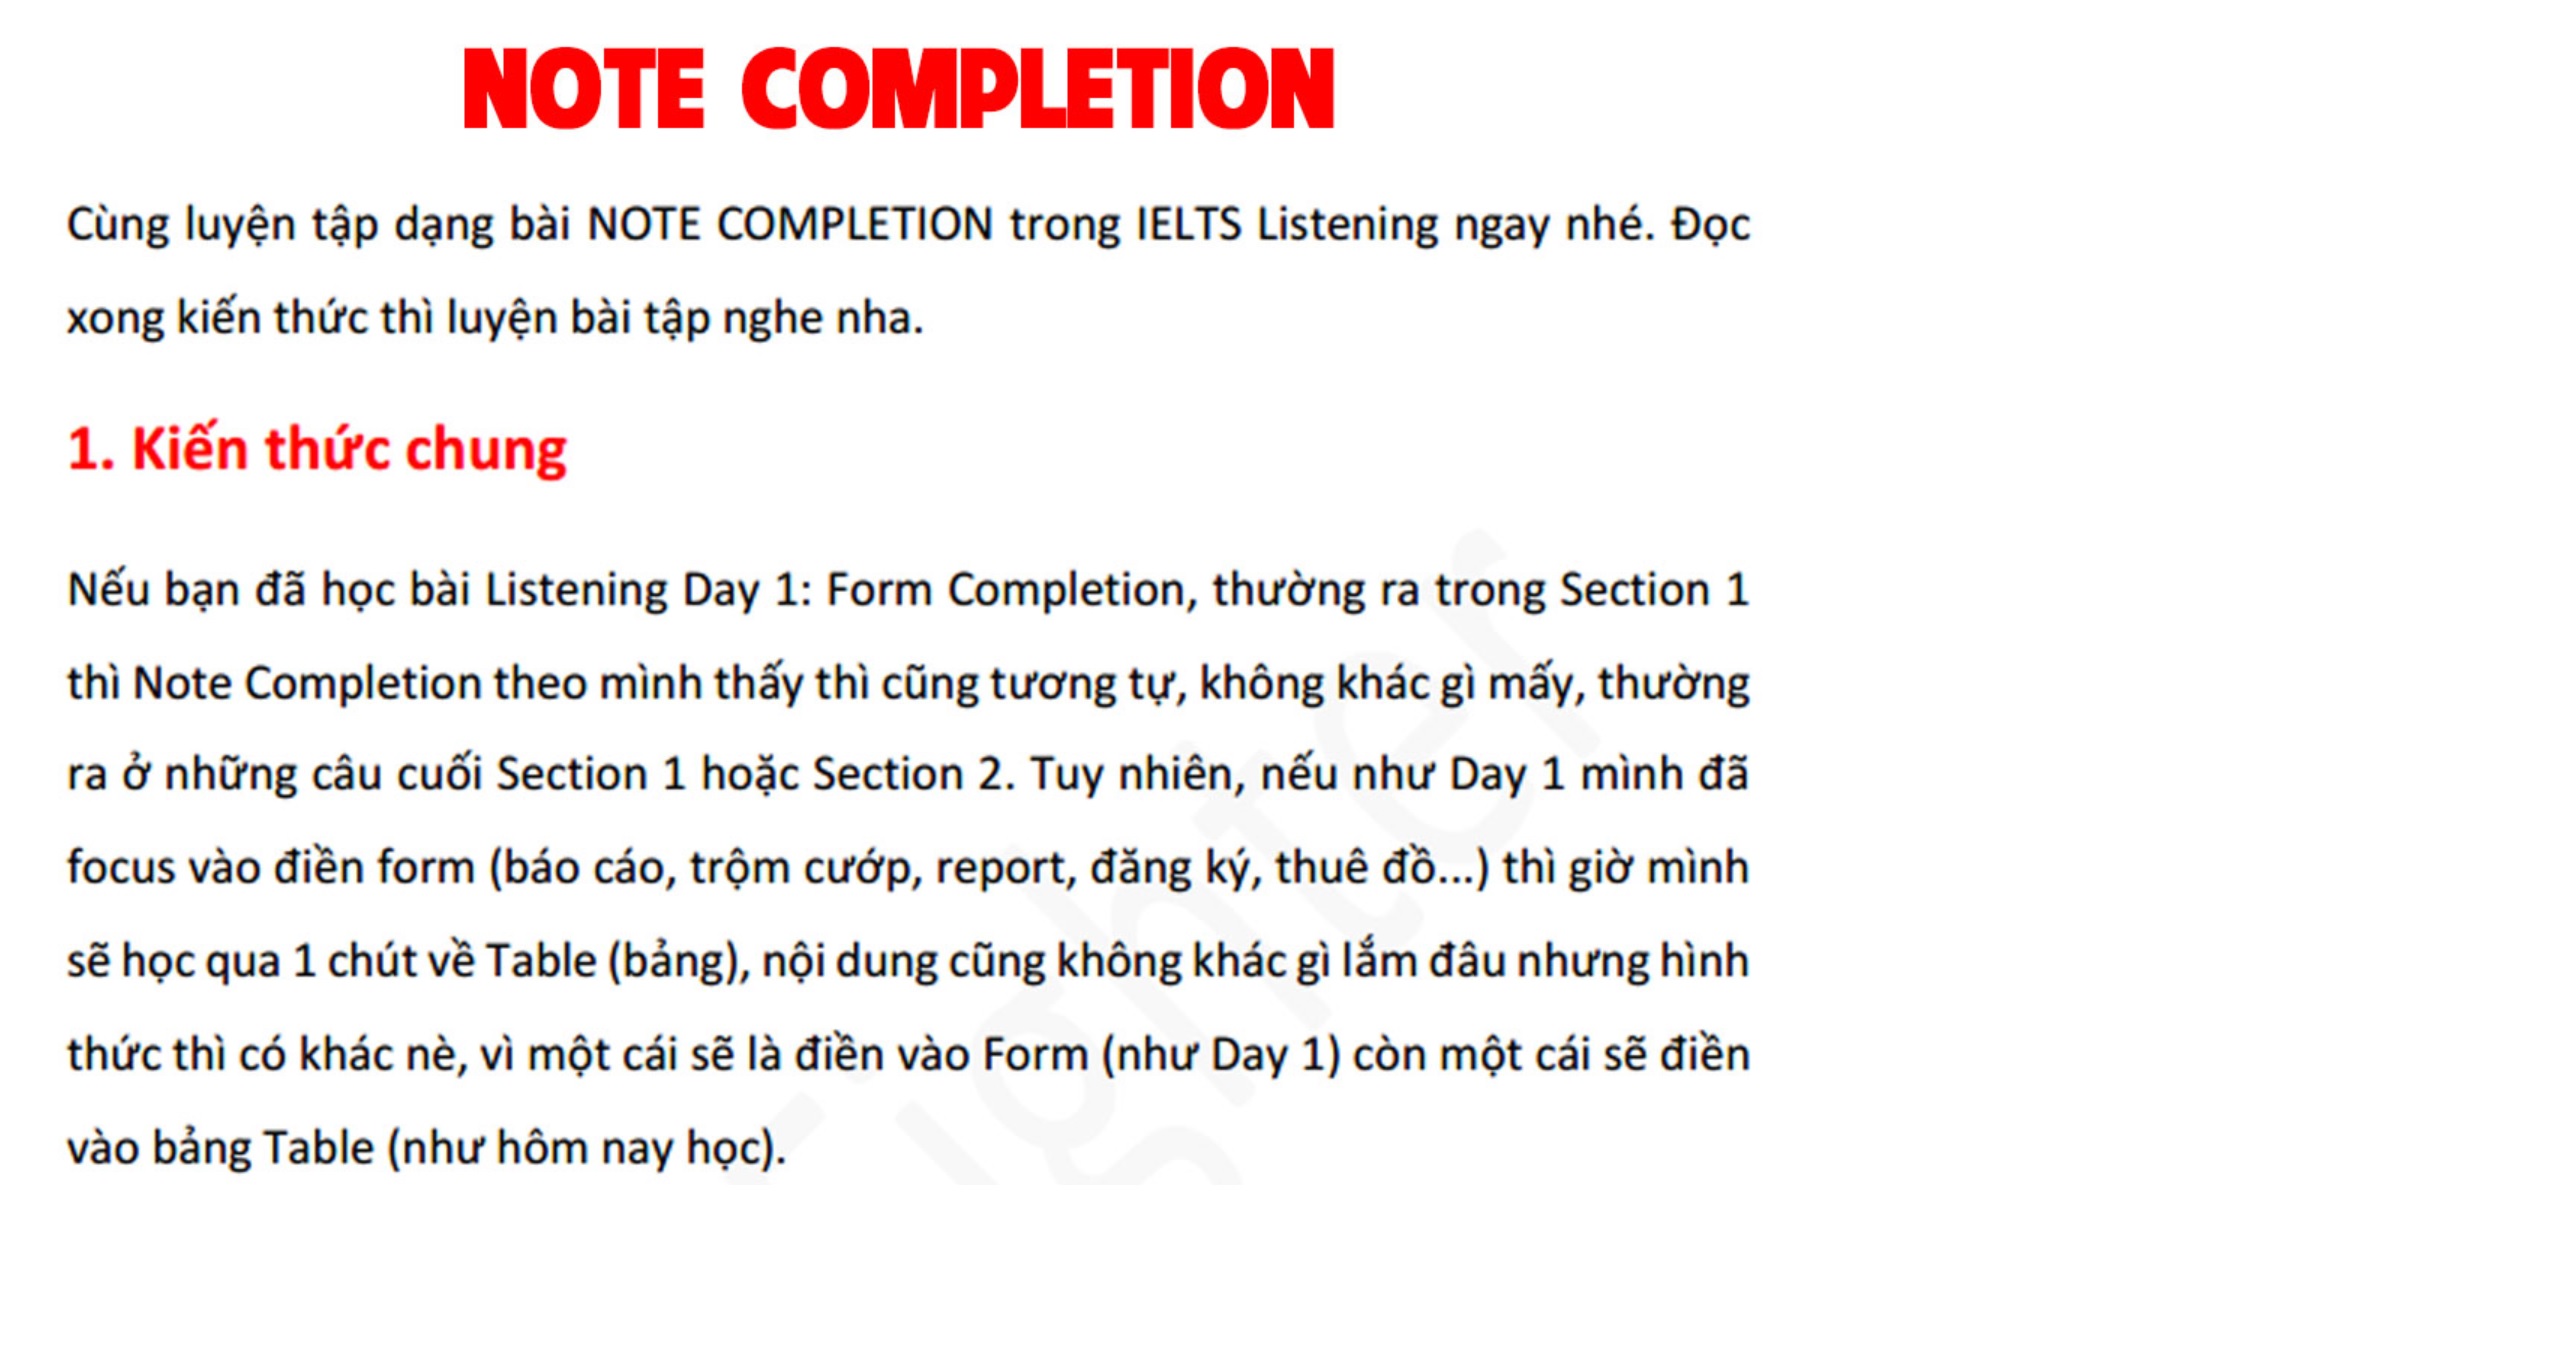 NOTE COMPLETION
Cùng luyện tập dạng bài NOTE COMPLETION trong IELTS Listening ngay nhé. Đọc
xong kiến thức thì luyện bài tập nghe nha.
1. Kiến thức chung
Nếu bạn đã học bài Listening Day 1: Form Completion, thường ra trong Section 1
thì Note Completion theo mình thấy thì cũng tương tự, không khác gì mấy, thường
ra ở những câu cuối Section 1 hoặc Section 2. Tuy nhiên, nếu như Day 1 mình đã
focus vào điền form (báo cáo, trộm cướp, report, đăng ký, thuê đồ...) thì giờ mình
sẽ học qua 1 chút về Table (bảng), nội dung cũng không khác gì lắm đâu nhưng hình
thức thì có khác nè, vì một cái sẽ là điền vào Form (như Day 1) còn một cái sẽ điền
vào bảng Table (như hôm nay học).